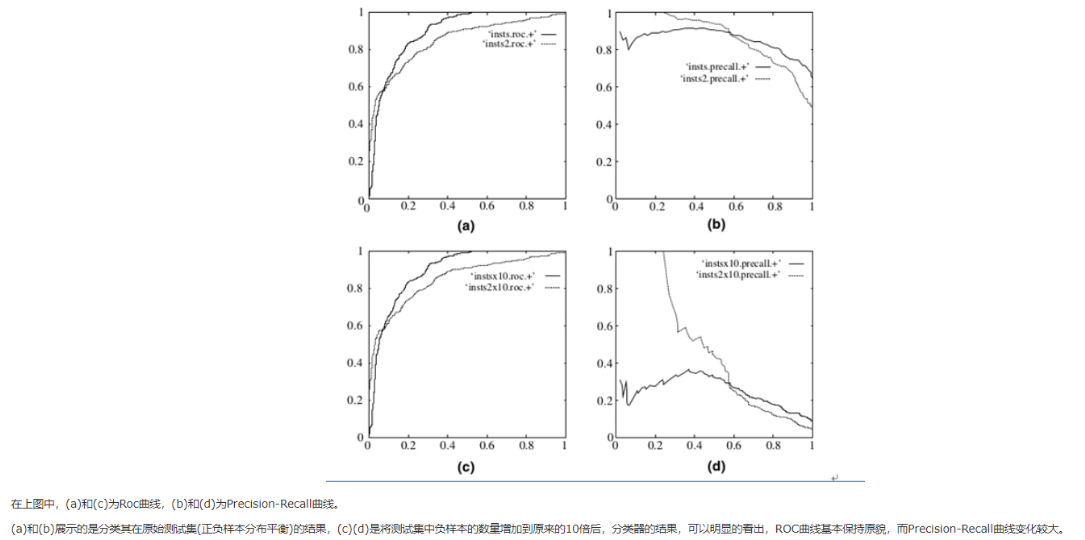 1
0.8
0.6
0.4
0.2
0
0 0.2 0.4 0.6 0.8 1
'insts.roc.+'
'insts2.roc.+'
(a)
1
0.8
0.6
0.4
0.2
0
0 0.2 0.4 0.6 0.8 1
'insts.precall.+'
'insts2.precall.+'
(b)
1
0.8
0.6
0.4
0.2
0
0 0.2 0.4 0.6 0.8 1
'instsx10.roc.+'
'insts2x10.roc.+'
(c)
1
0.8
0.6
0.4
0.2
0
0 0.2 0.4 0.6 0.8 1
'instsx10.precall.+'
'insts2x10.precall.+'
(d)
在上图中，(a)和(c)为Roc曲线，(b)和(d)为Precision-Recall曲线。
(a)和(b)展示的是分类其在原始测试集(正负样本分布平衡)的结果，(c)(d)是将测试集中负样本的数量增加到原来的10倍后，分类器的结果，可以明显的看出，ROC曲线基本保持原貌，而Precision-Recall曲线变化较大。